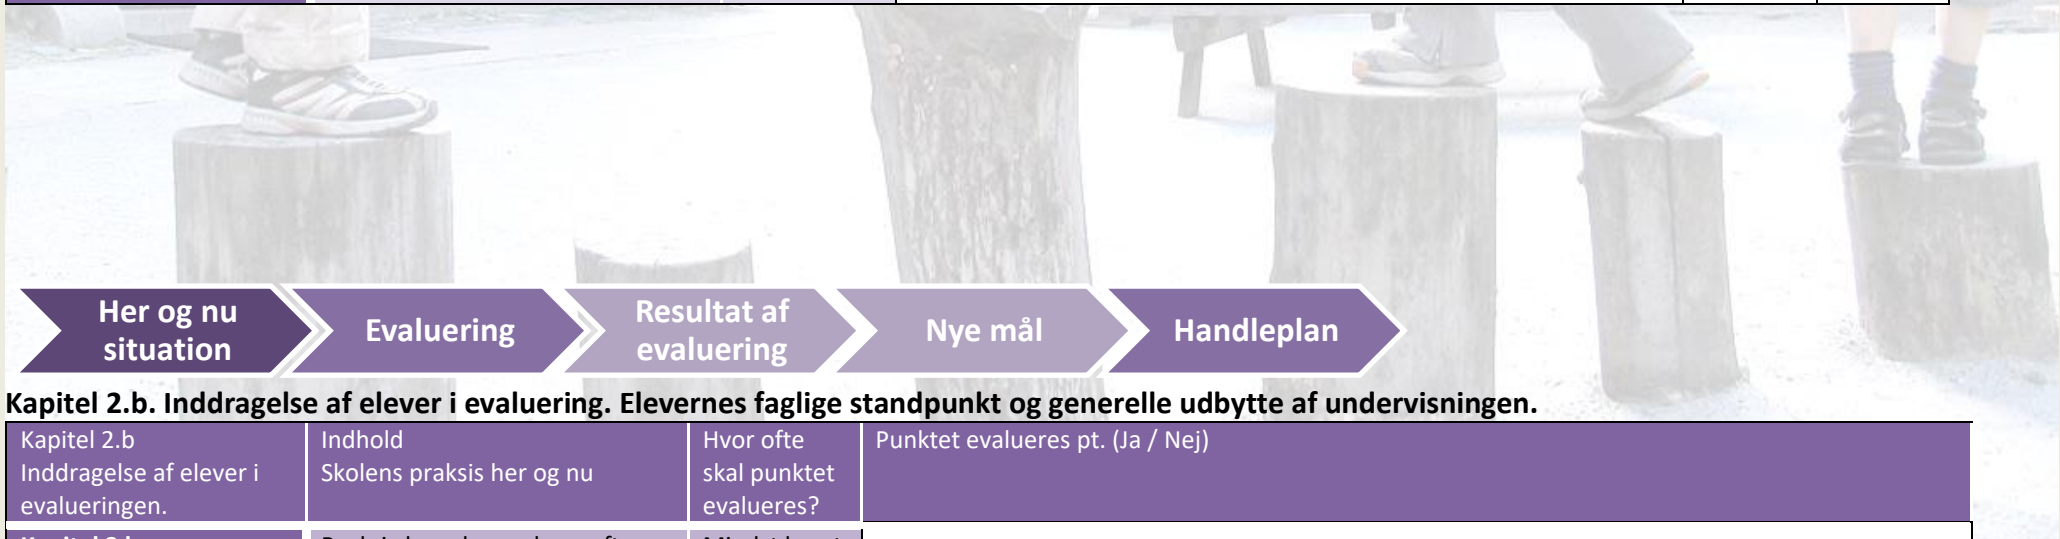 Her og nu
situation
Evaluering
Resultat af
evaluering
Nye mål
Handleplan
Kapitel 2.b. Inddragelse af elever i evaluering. Elevernes faglige standpunkt og generelle udbytte af undervisningen.
Kapitel 2.b
Inddragelse af elever i
evalueringen.
Indhold
Skolens praksis her og nu
Hvor ofte
skal punktet
evalueres?
Punktet evalueres pt. (Ja / Nej)